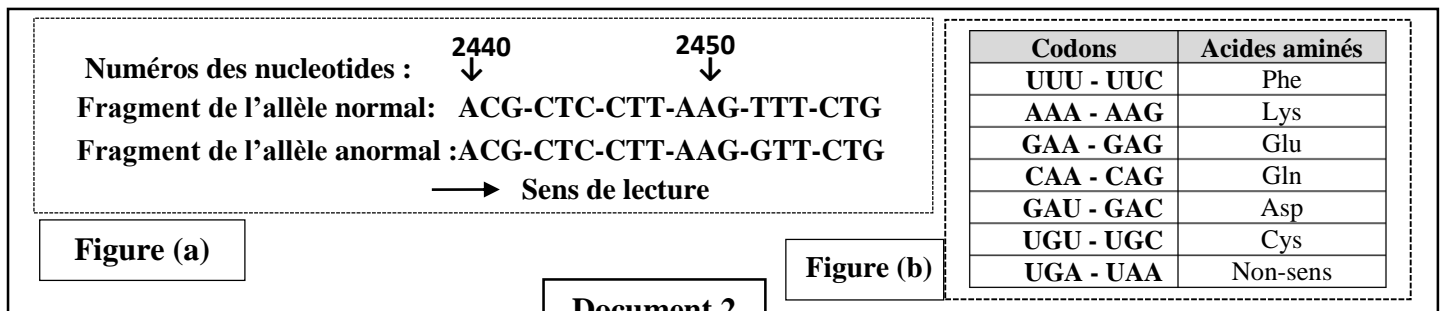 2440 2450
Numéros des nucleotides : ↓ ↓
Fragment de l’allèle normal: ACG-CTC-CTT-AAG-TTT-CTG
Fragment de l’allèle anormal :ACG-CTC-CTT-AAG-GTT-CTG
→ Sens de lecture
Figure (a)
Codons Acides aminés
UUU - UUC Phe
AAA - AAG Lys
GAA - GAG Glu
CAA - CAG Gln
GAU - GAC Asp
UGU - UGC Cys
UGA - UAA Non-sens
Figure (b)
Document 2